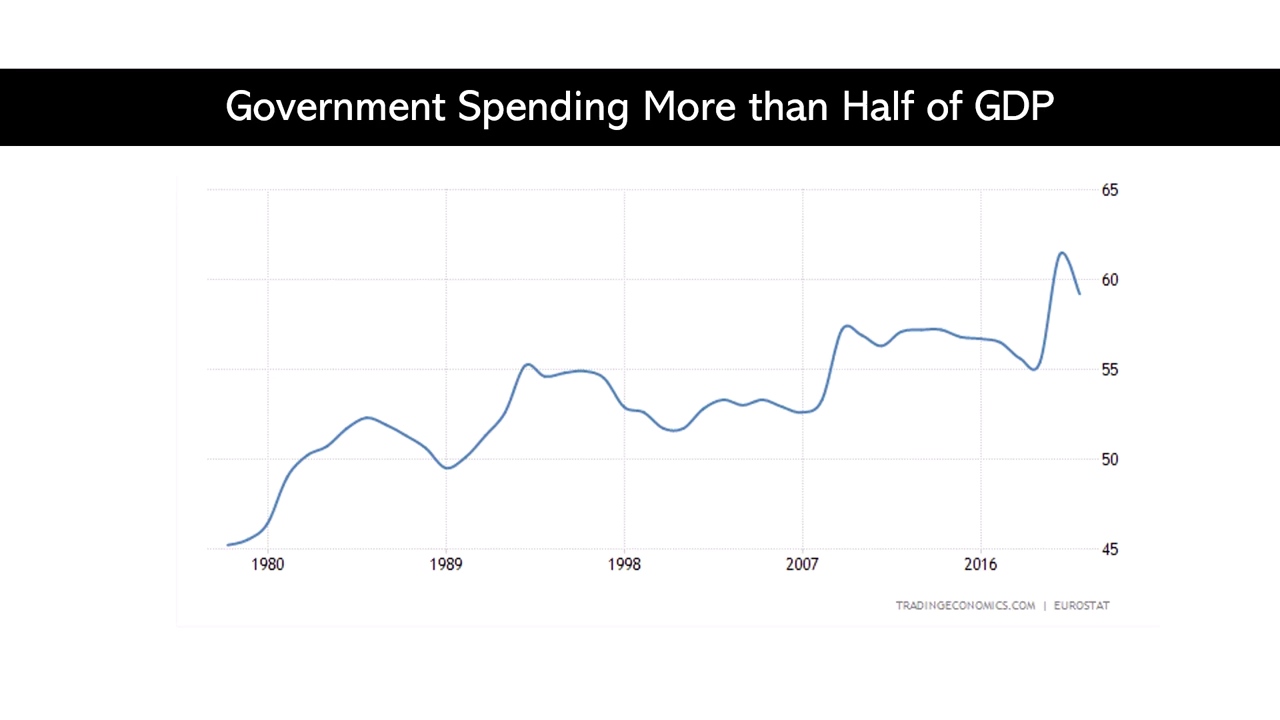 Government Spending More than Half of GDP
65
60
55
50
45
1980 1989 1998 2007 2016
TRADINGECONOMICS.COM | EUROSTAT